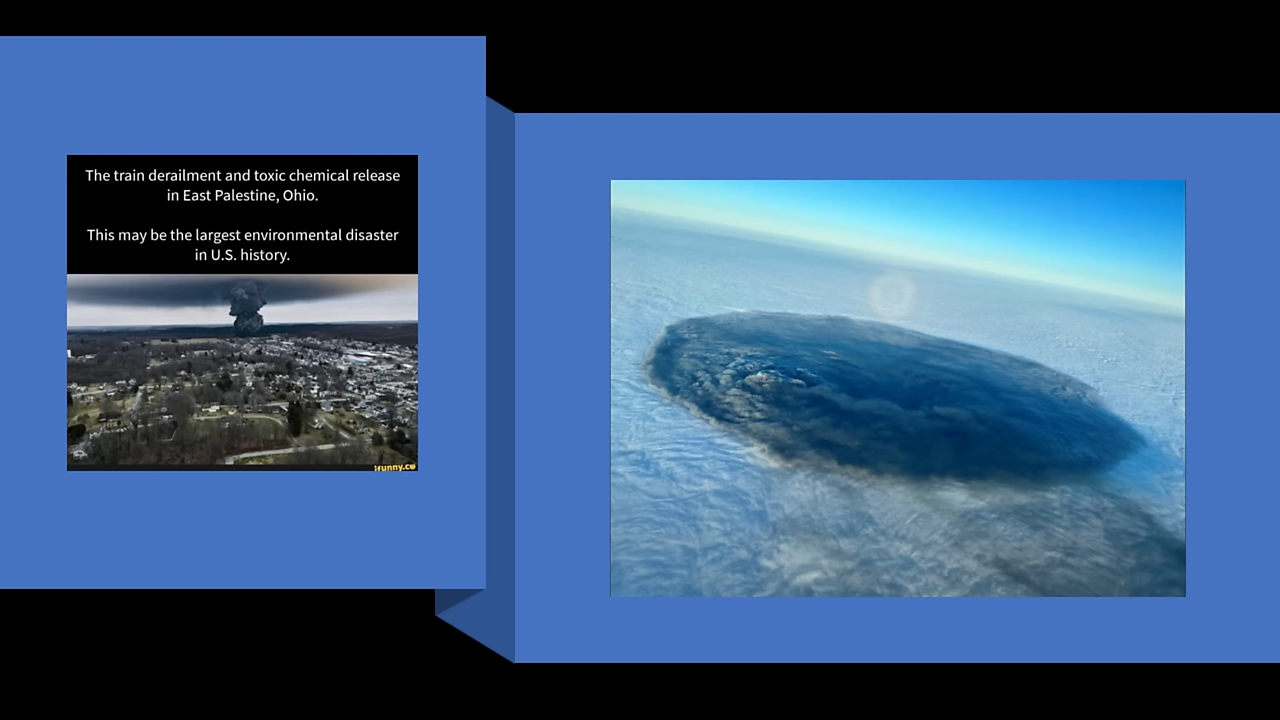 The train derailment and toxic chemical release
in East Palestine, Ohio.
This may be the largest environmental disaster
in U.S. history.
ifunny.co